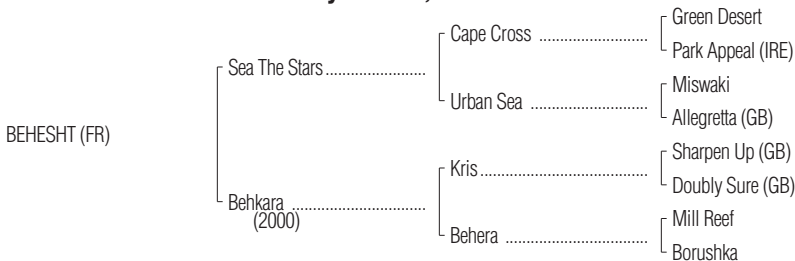 Green Desert
Cape Cross ....................
Park Appeal (IRE)
Sea The Stars ....................
Miswaki
Urban Sea ....................
Allegretta (GB)
BEHESHT (FR)
Sharpen Up (GB)
Kris ....................
Doubly Sure (GB)
Behkara ....................
(2000)
Mill Reef
Behera ....................
Borushka